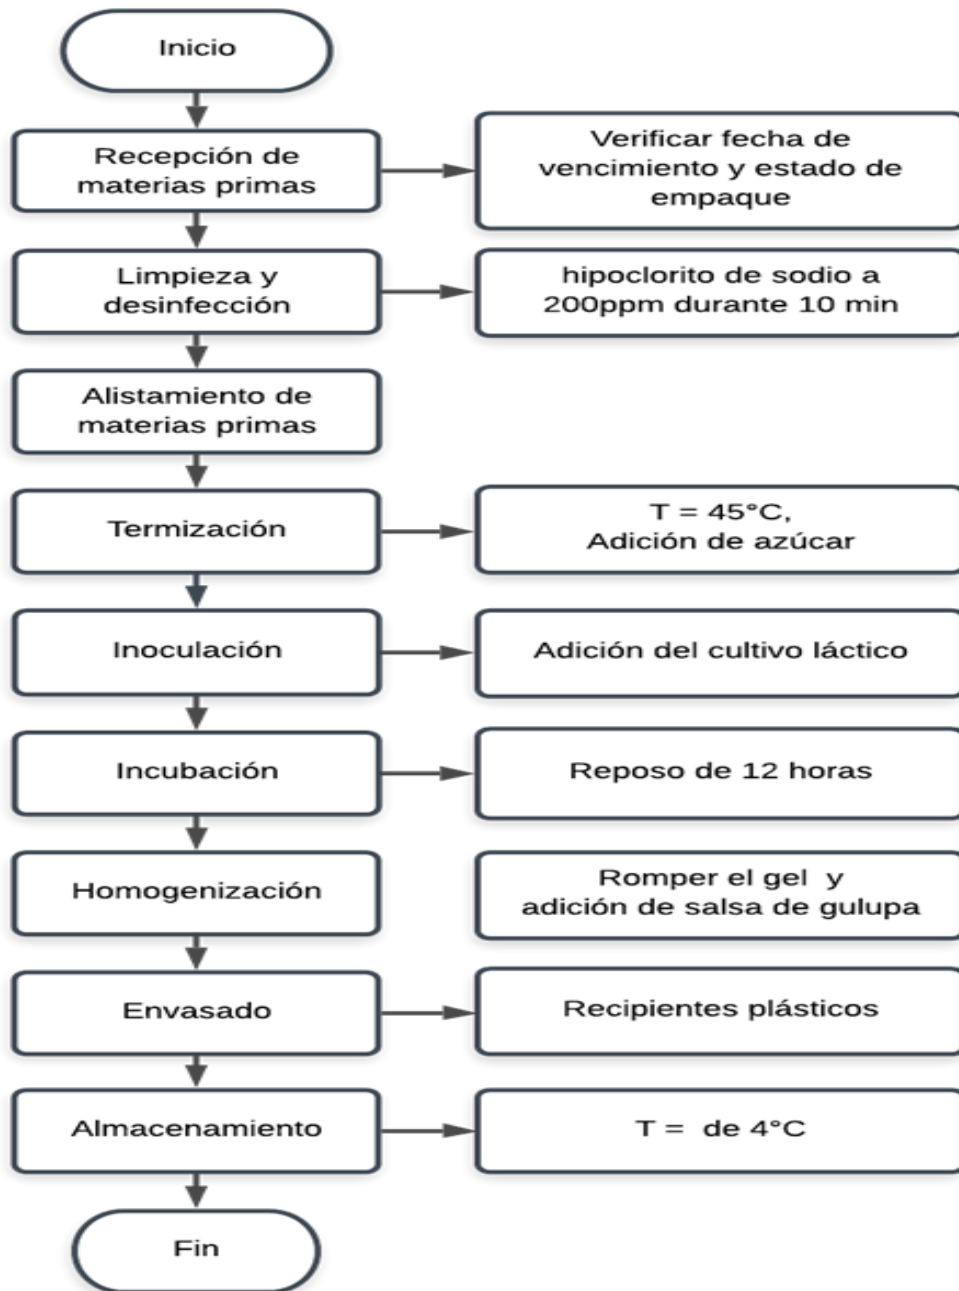 Inicio
Recepción de
materias primas
Verificar fecha de
vencimiento y estado de
empaque
Limpieza y
desinfección
hipoclorito de sodio a
200ppm durante 10 min
Alistamiento de
materias primas
Termización
T = 45°C,
Adición de azúcar
Inoculación
Adición del cultivo láctico
Incubación
Reposo de 12 horas
Homogenización
Romper el gel y
adición de salsa de gulupa
Envasado
Recipientes plásticos
Almacenamiento
T = de 4°C
Fin